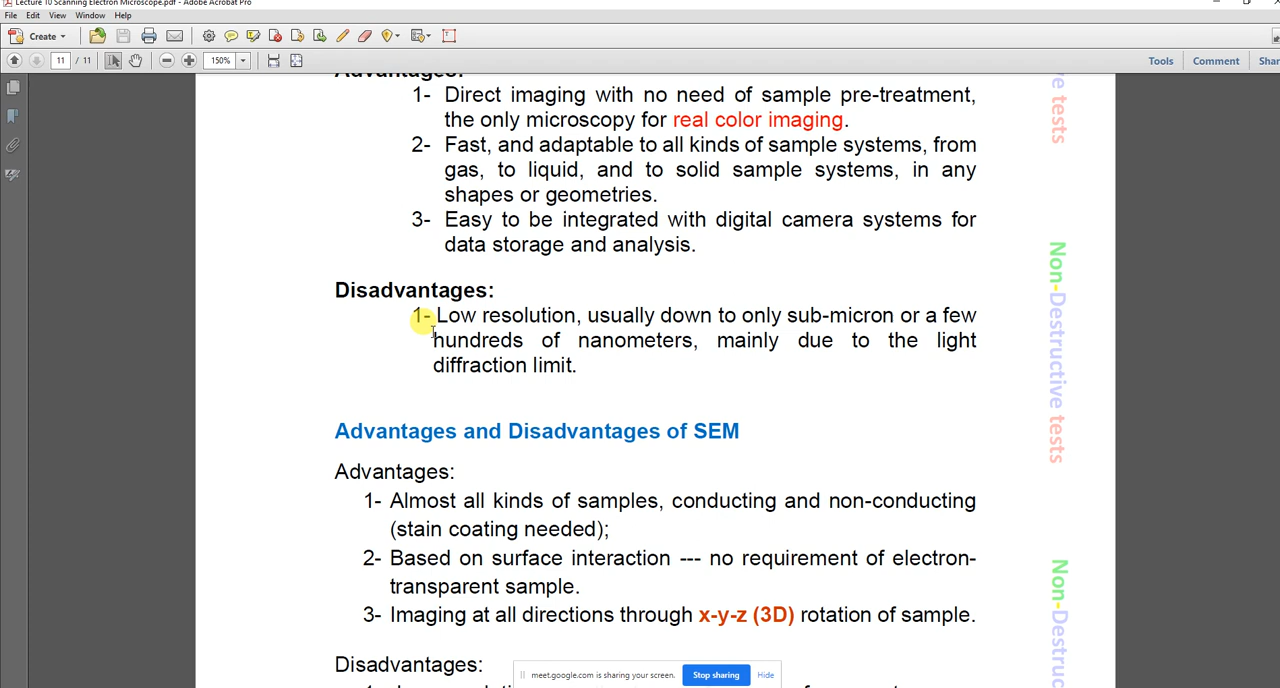 Lecture 10 Scanning Electron Microscope.pdf - Adobe Acrobat Pro
File Edit View Window Help
Create
11 / 11 150% Tools Comment
Advantages:
1- Direct imaging with no need of sample pre-treatment,
the only microscopy for real color imaging.
2- Fast, and adaptable to all kinds of sample systems, from
gas, to liquid, and to solid sample systems, in any
shapes or geometries.
3- Easy to be integrated with digital camera systems for
data storage and analysis.
Disadvantages:
1- Low resolution, usually down to only sub-micron or a few
hundreds of nanometers, mainly due to the light
diffraction limit.
Advantages and Disadvantages of SEM
Advantages:
1- Almost all kinds of samples, conducting and non-conducting
(stain coating needed);
2- Based on surface interaction --- no requirement of electron-
transparent sample.
3- Imaging at all directions through x-y-z (3D) rotation of sample.
Disadvantages:
meet.google.com is sharing your screen. Stop sharing Hide
tests
Non-Destructive tests